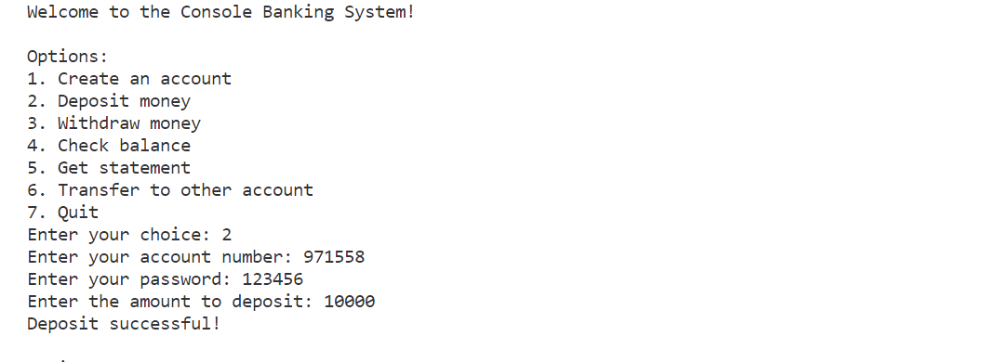 Welcome to the Console Banking System!
Options:
1. Create an account
2. Deposit money
3. Withdraw money
4. Check balance
5. Get statement
6. Transfer to other account
7. Quit
Enter your choice: 2
Enter your account number: 971558
Enter your password: 123456
Enter the amount to deposit: 10000
Deposit successful!